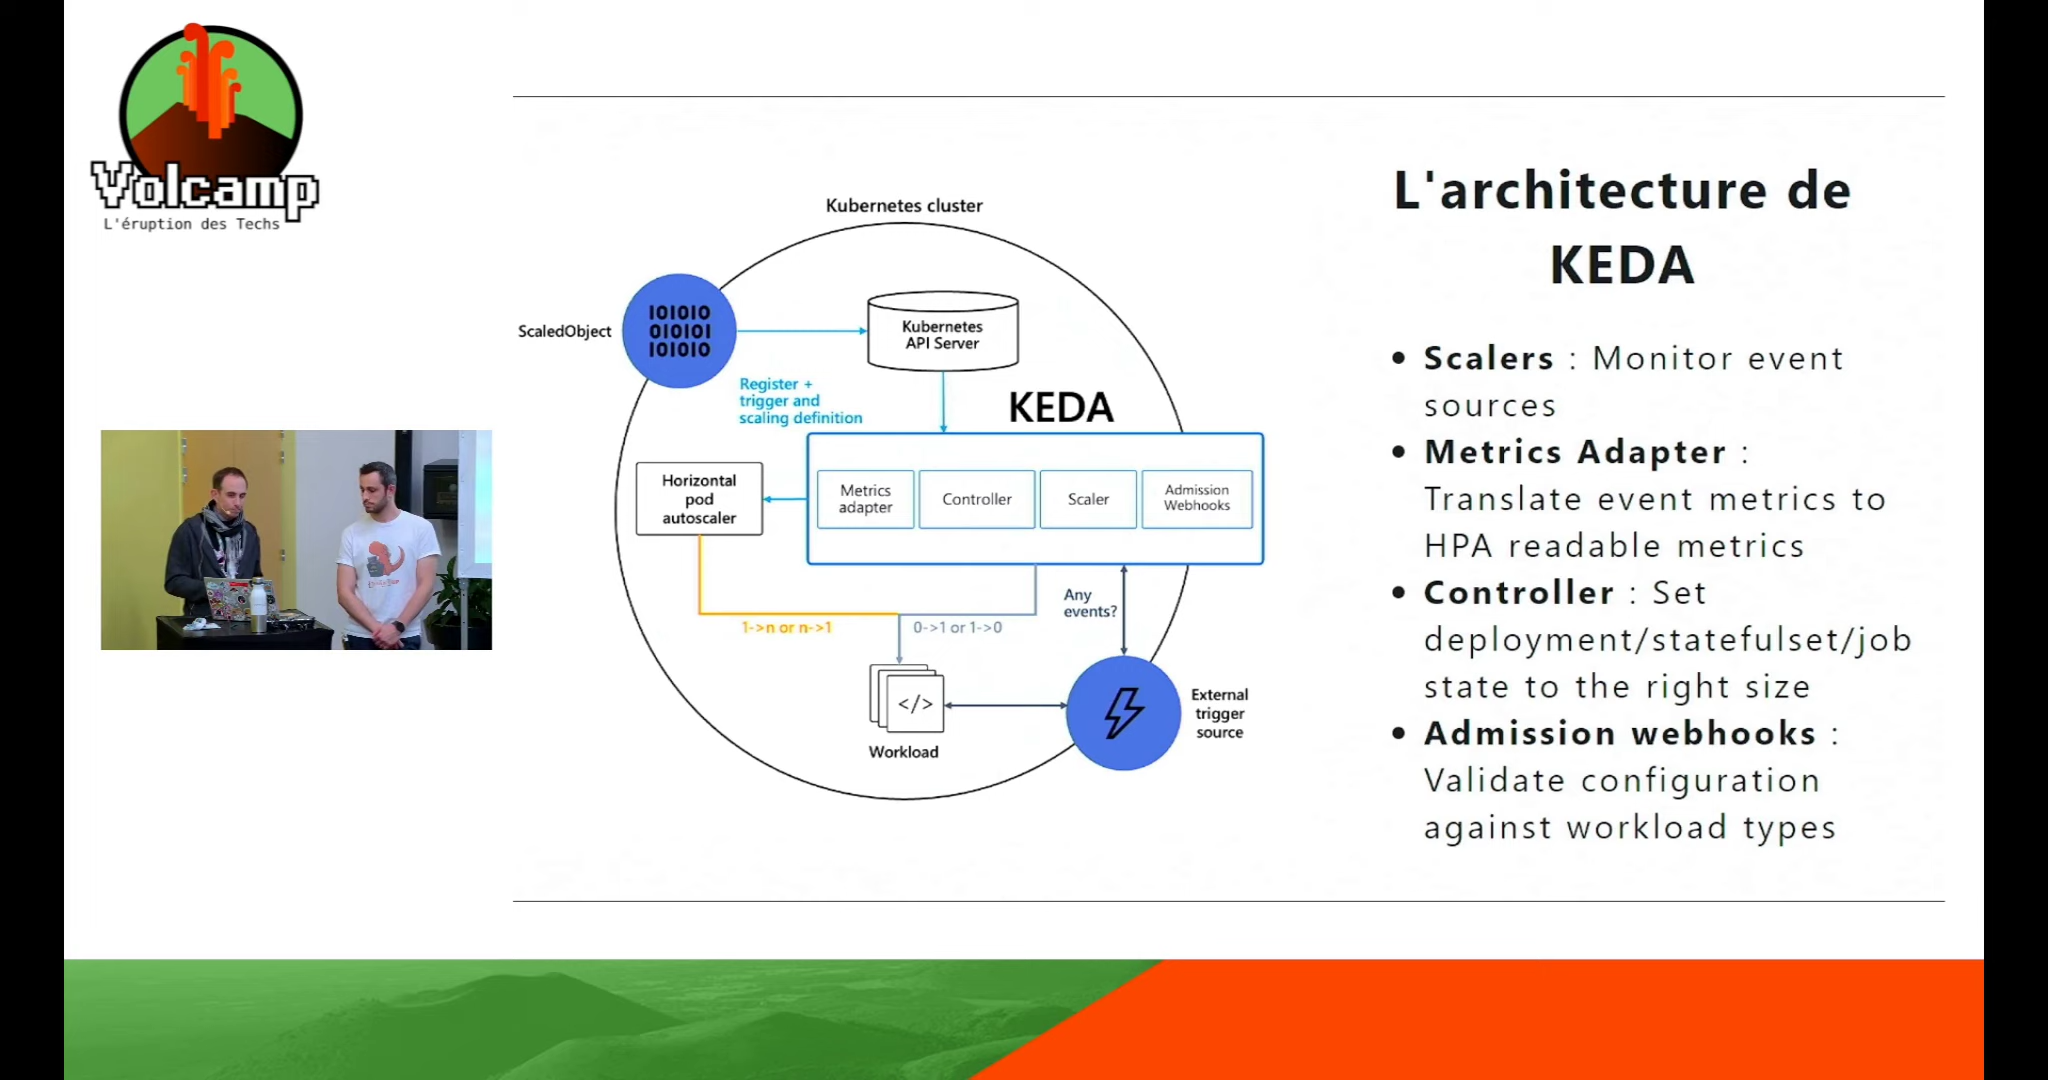 Volcamp
L'éruption des Techs
Kubernetes cluster
ScaledObject
101010
010101
101010
Kubernetes
API Server
Register +
trigger and
scaling definition
KEDA
Horizontal
pod
autoscaler
Metrics
adapter
Controller
Scaler
Admission
Webhooks
1->n or n->1
0->1 or 1->0
Any
events?
</>
Workload
External
trigger
source
L'architecture de
KEDA
• Scalers : Monitor event
sources
• Metrics Adapter :
Translate event metrics to
HPA readable metrics
• Controller : Set
deployment/statefulset/job
state to the right size
• Admission webhooks :
Validate configuration
against workload types